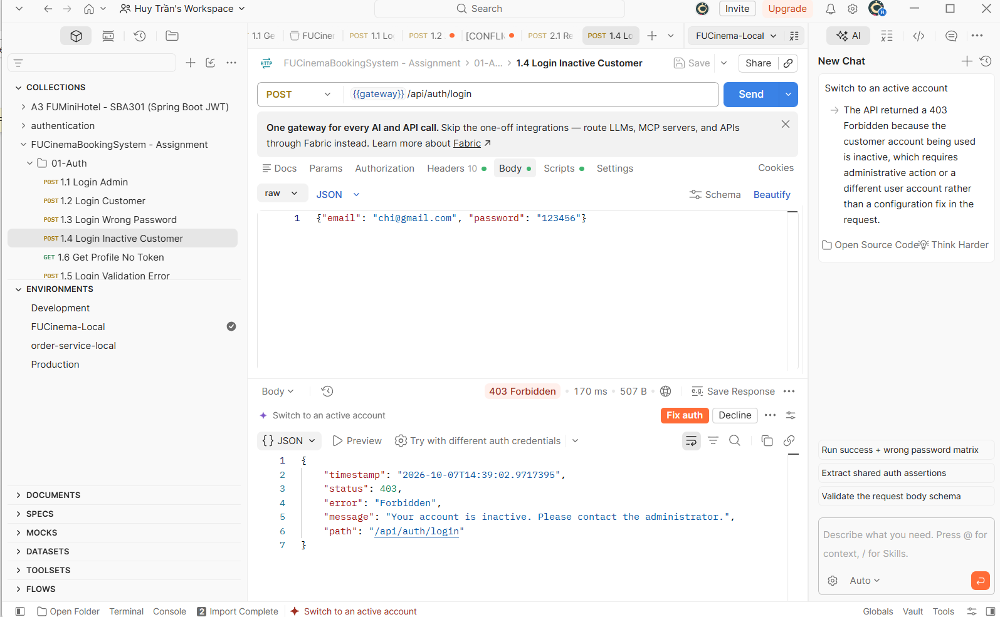 Huy Trần's Workspace
Search
Invite
Upgrade
1.1 Ge
FUCiner
POST 1.1 Lo
POST 1.2
[CONFLI
POST 2.1 Re
POST 1.4 Lo
FUCinema-Local
AI
HTTP FUCinemaBookingSystem - Assignment > 01-A... > 1.4 Login Inactive Customer
Save
Share
New Chat
COLLECTIONS
A3 FUMiniHotel - SBA301 (Spring Boot JWT)
authentication
FUCinemaBookingSystem - Assignment
01-Auth
POST 1.1 Login Admin
POST 1.2 Login Customer
POST 1.3 Login Wrong Password
POST 1.4 Login Inactive Customer
GET 1.6 Get Profile No Token
POST 1.5 Login Validation Error
ENVIRONMENTS
Development
FUCinema-Local
order-service-local
Production
DOCUMENTS
SPECS
MOCKS
DATASETS
TOOLSETS
FLOWS
POST
{{gateway}} /api/auth/login
Send
One gateway for every AI and API call. Skip the one-off integrations — route LLMs, MCP servers, and APIs
through Fabric instead. Learn more about Fabric ↗
Docs
Params
Authorization
Headers 10
Body
Scripts
Settings
Cookies
raw
JSON
Schema
Beautify
1 {"email": "chi@gmail.com", "password": "123456"}
Body
403 Forbidden
170 ms
507 B
e.g. Save Response
Switch to an active account
Fix auth
Decline
{} JSON
Preview
Try with different auth credentials
1 {
2 "timestamp": "2026-10-07T14:39:02.9717395",
3 "status": 403,
4 "error": "Forbidden",
5 "message": "Your account is inactive. Please contact the administrator.",
6 "path": "/api/auth/login"
7 }
Switch to an active account
The API returned a 403
Forbidden because the
customer account being used
is inactive, which requires
administrative action or a
different user account rather
than a configuration fix in the
request.
Open Source Code
Think Harder
Run success + wrong password matrix
Extract shared auth assertions
Validate the request body schema
Describe what you need. Press @ for
context, / for Skills.
Auto
Open Folder
Terminal
Console
2 Import Complete
Switch to an active account
Globals
Vault
Tools